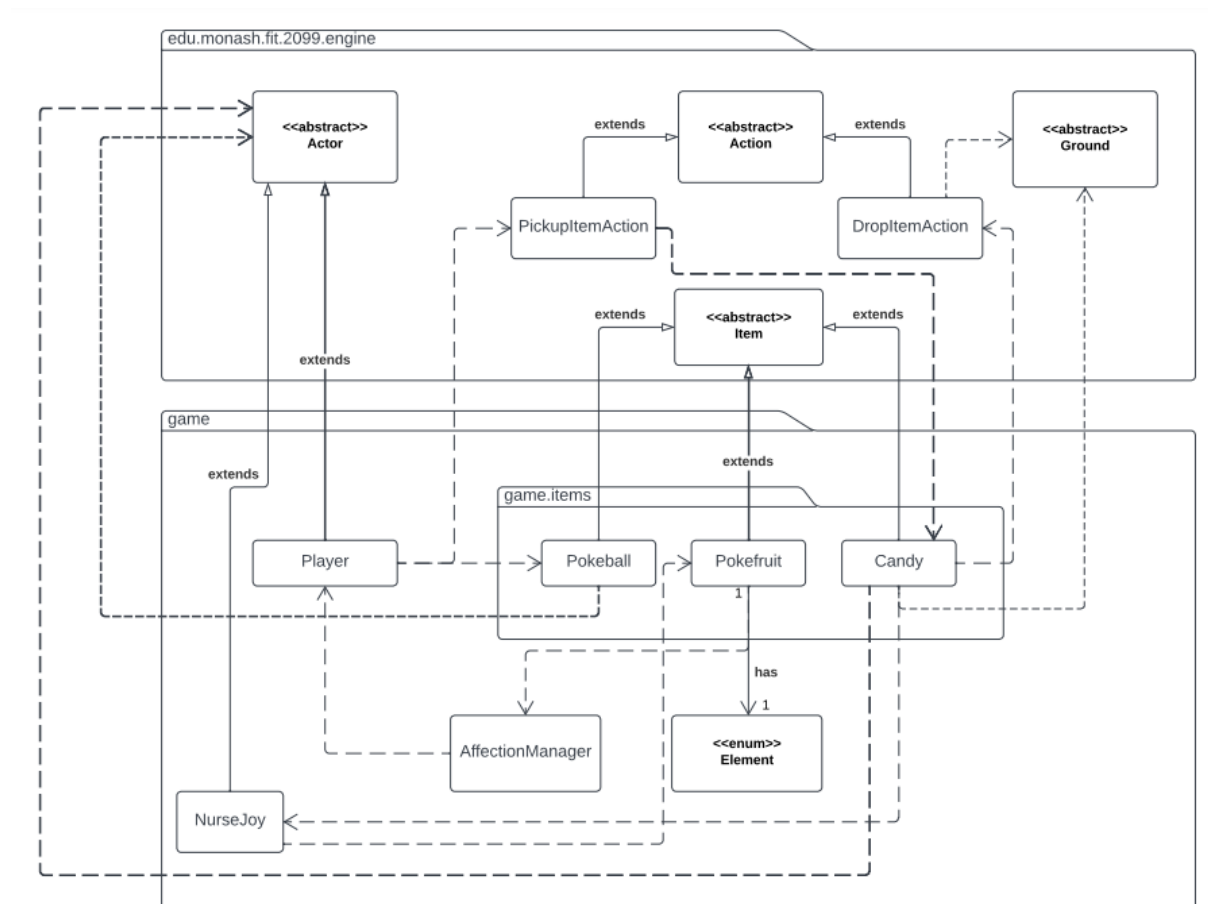 edu.monash.fit.2099.engine
<<abstract>>
Actor
extends
<<abstract>>
Action
extends
<<abstract>>
Ground
PickupItemAction
DropItemAction
extends
<<abstract>>
Item
extends
extends
game
extends
extends
game.items
Player
Pokeball
Pokefruit
Candy
1
has
1
AffectionManager
<<enum>>
Element
NurseJoy